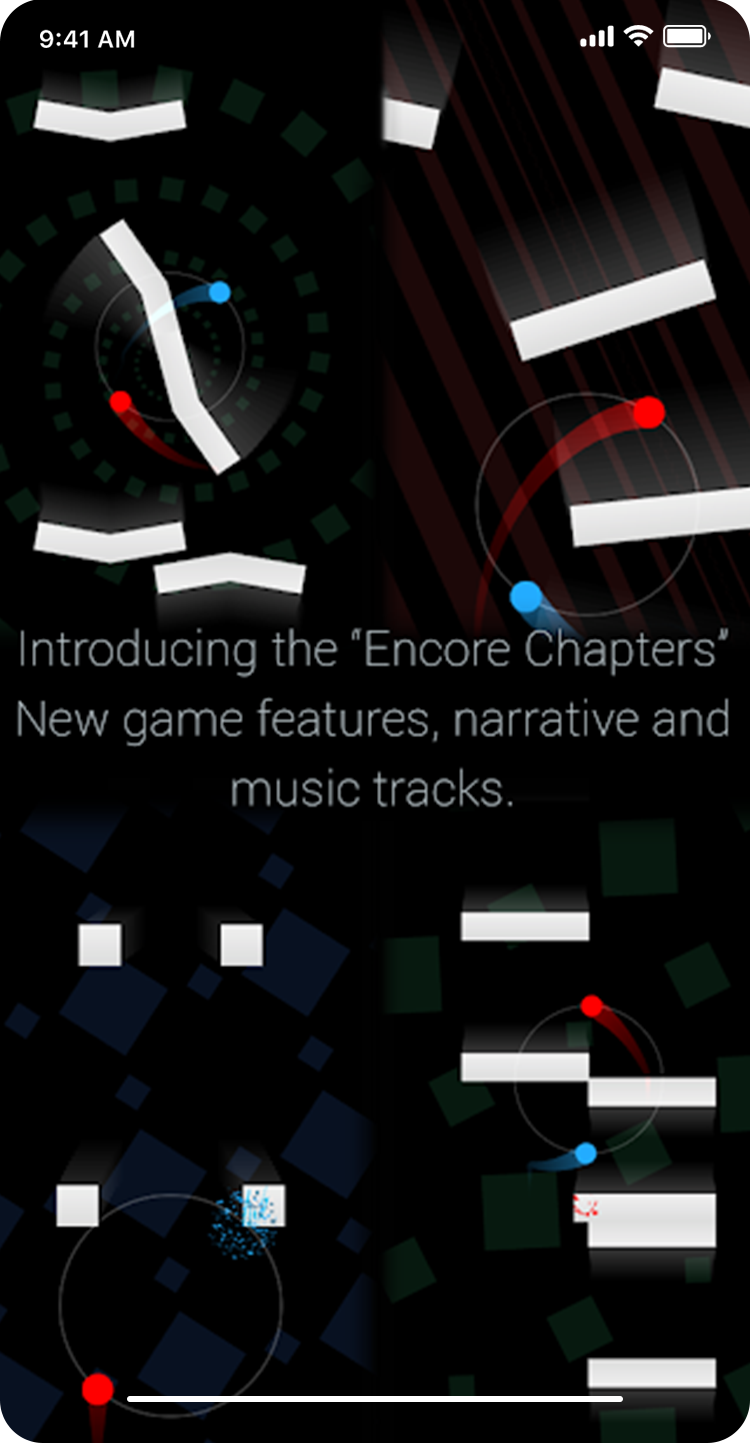 9:41 AM
Introducing the “Encore Chapters”
New game features, narrative and
music tracks.